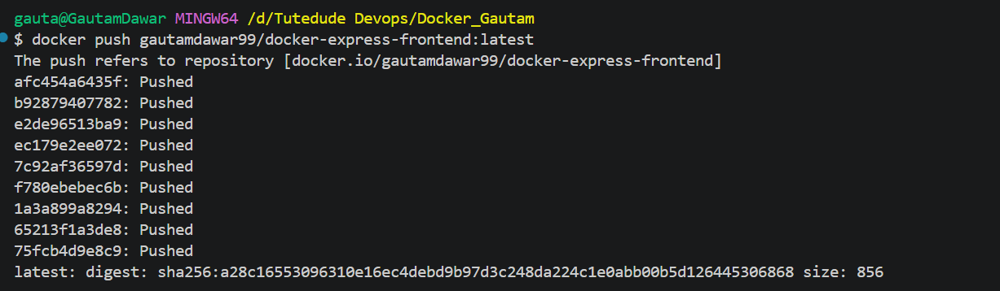 gauta@GautamDawar MINGW64 /d/Tutedude Devops/Docker_Gautam
$ docker push gautamdawar99/docker-express-frontend:latest
The push refers to repository [docker.io/gautamdawar99/docker-express-frontend]
afc454a6435f: Pushed
b92879407782: Pushed
e2de96513ba9: Pushed
ec179e2ee072: Pushed
7c92af36597d: Pushed
f780ebebec6b: Pushed
1a3a899a8294: Pushed
65213f1a3de8: Pushed
75fcb4d9e8c9: Pushed
latest: digest: sha256:a28c16553096310e16ec4debd9b97d3c248da224c1e0abb00b5d126445306868 size: 856